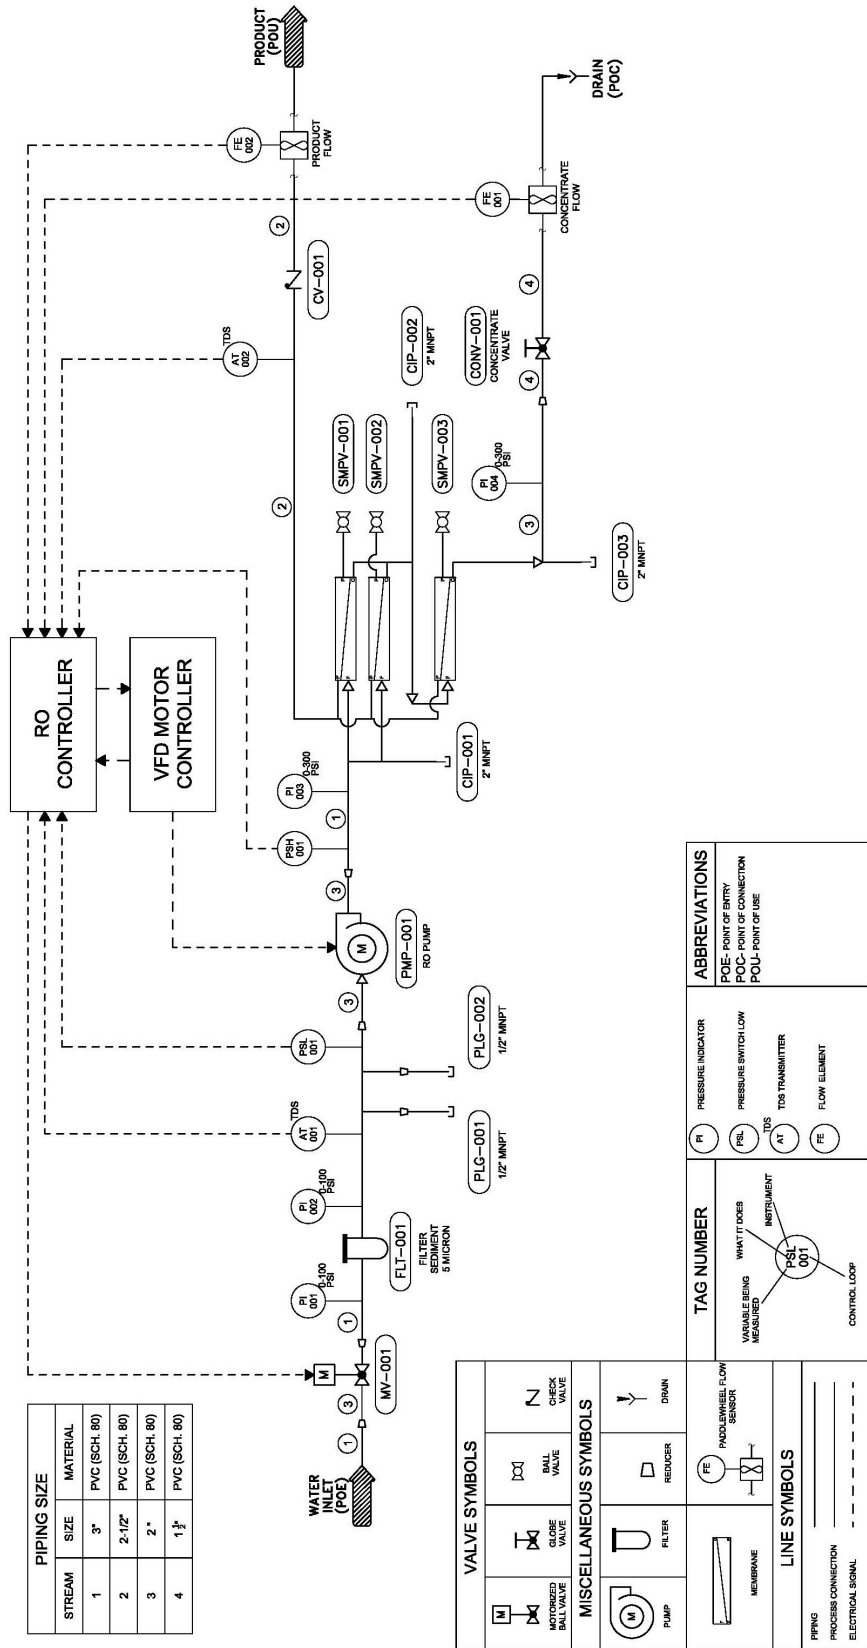 PIPING SIZE
STREAM SIZE MATERIAL
1 3" PVC (SCH. 80)
2 2-1/2" PVC (SCH. 80)
3 2" PVC (SCH. 80)
4 1 1/2" PVC (SCH. 80)
RO
CONTROLLER
VFD MOTOR
CONTROLLER
WATER
INLET
(POE)
1
3
M
MV-001
1
PI
001
0-100
PSI
FLT-001
FILTER
SEDIMENT
5 MICRON
PI
002
0-100
PSI
AT
001
TDS
PLG-001
1/2" MNPT
PLG-002
1/2" MNPT
PSL
001
3
M
PMP-001
RO PUMP
3
PSH
001
1
PI
003
0-300
PSI
CIP-001
2" MNPT
SMPV-001
SMPV-002
SMPV-003
CIP-002
2" MNPT
CIP-003
2" MNPT
2
AT
002
TDS
CV-001
2
FE
002
PRODUCT
FLOW
PRODUCT
(POU)
3
PI
004
0-300
PSI
4
CONV-001
CONCENTRATE
VALVE
4
FE
001
CONCENTRATE
FLOW
DRAIN
(POC)
VALVE SYMBOLS
M
MOTORIZED
BALL VALVE
GLOBE
VALVE
BALL
VALVE
CHECK
VALVE
MISCELLANEOUS SYMBOLS
M
PUMP
FILTER
REDUCER
DRAIN
MEMBRANE
FE
PADDLEWHEEL FLOW
SENSOR
LINE SYMBOLS
PIPING
PROCESS CONNECTION
ELECTRICAL SIGNAL
TAG NUMBER
VARIABLE BEING
MEASURED
WHAT IT DOES
INSTRUMENT
PSL
001
CONTROL LOOP
PI PRESSURE INDICATOR
PSL PRESSURE SWITCH LOW
TDS
AT TDS TRANSMITTER
FE FLOW ELEMENT
ABBREVIATIONS
POE- POINT OF ENTRY
POC- POINT OF CONNECTION
POU- POINT OF USE